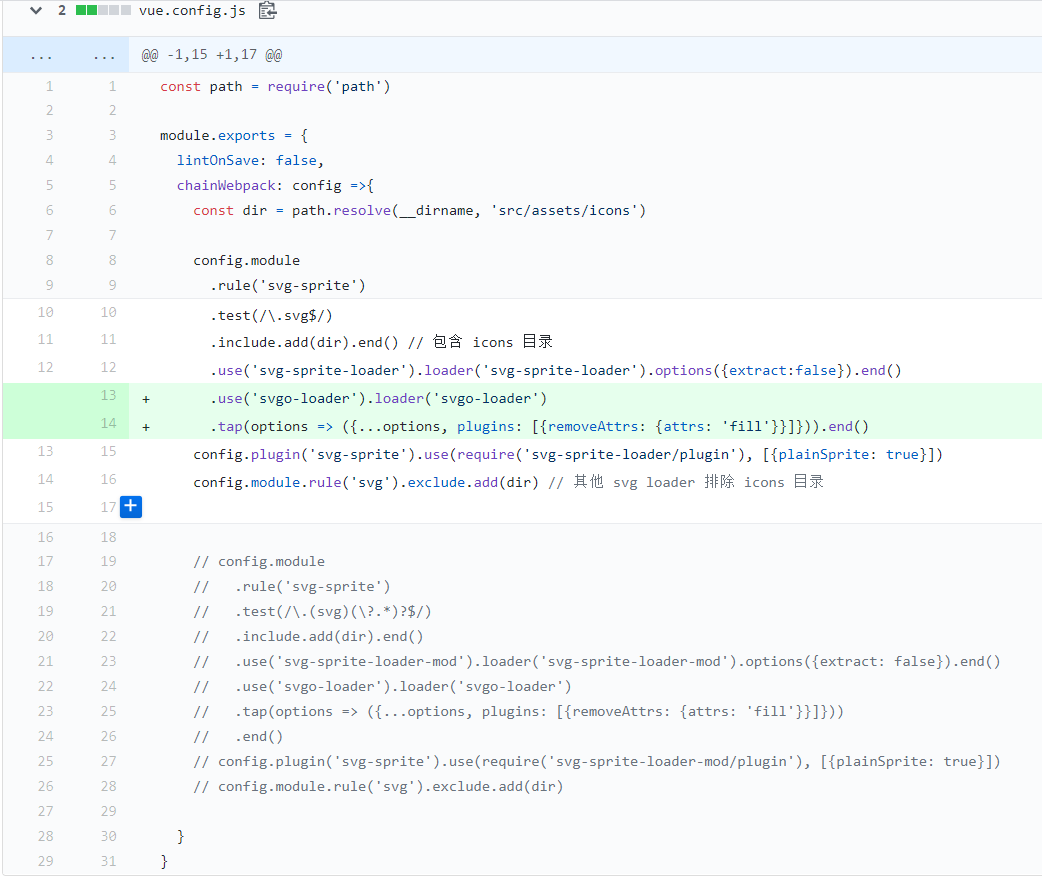 2 vue.config.js
... ... @@ -1,15 +1,17 @@
1 1 const path = require('path')
2 2
3 3 module.exports = {
4 4 lintOnSave: false,
5 5 chainWebpack: config =>{
6 6 const dir = path.resolve(__dirname, 'src/assets/icons')
7 7
8 8 config.module
9 9 .rule('svg-sprite')
10 10 .test(/\.svg$/)
11 11 .include.add(dir).end() // 包含 icons 目录
12 12 .use('svg-sprite-loader').loader('svg-sprite-loader').options({extract:false}).end()
13 + .use('svgo-loader').loader('svgo-loader')
14 + .tap(options => ({...options, plugins: [{removeAttrs: {attrs: 'fill'}}]})).end()
13 15 config.plugin('svg-sprite').use(require('svg-sprite-loader/plugin'), [{plainSprite: true}])
14 16 config.module.rule('svg').exclude.add(dir) // 其他 svg loader 排除 icons 目录
15 17 +
16 18
17 19 // config.module
18 20 // .rule('svg-sprite')
19 21 // .test(/\.(svg)(\?.*)?$/)
20 22 // .include.add(dir).end()
21 23 // .use('svg-sprite-loader-mod').loader('svg-sprite-loader-mod').options({extract: false}).end()
22 24 // .use('svgo-loader').loader('svgo-loader')
23 25 // .tap(options => ({...options, plugins: [{removeAttrs: {attrs: 'fill'}}]}))
24 26 // .end()
25 27 // config.plugin('svg-sprite').use(require('svg-sprite-loader-mod/plugin'), [{plainSprite: true}])
26 28 // config.module.rule('svg').exclude.add(dir)
27 29
28 30 }
29 31 }